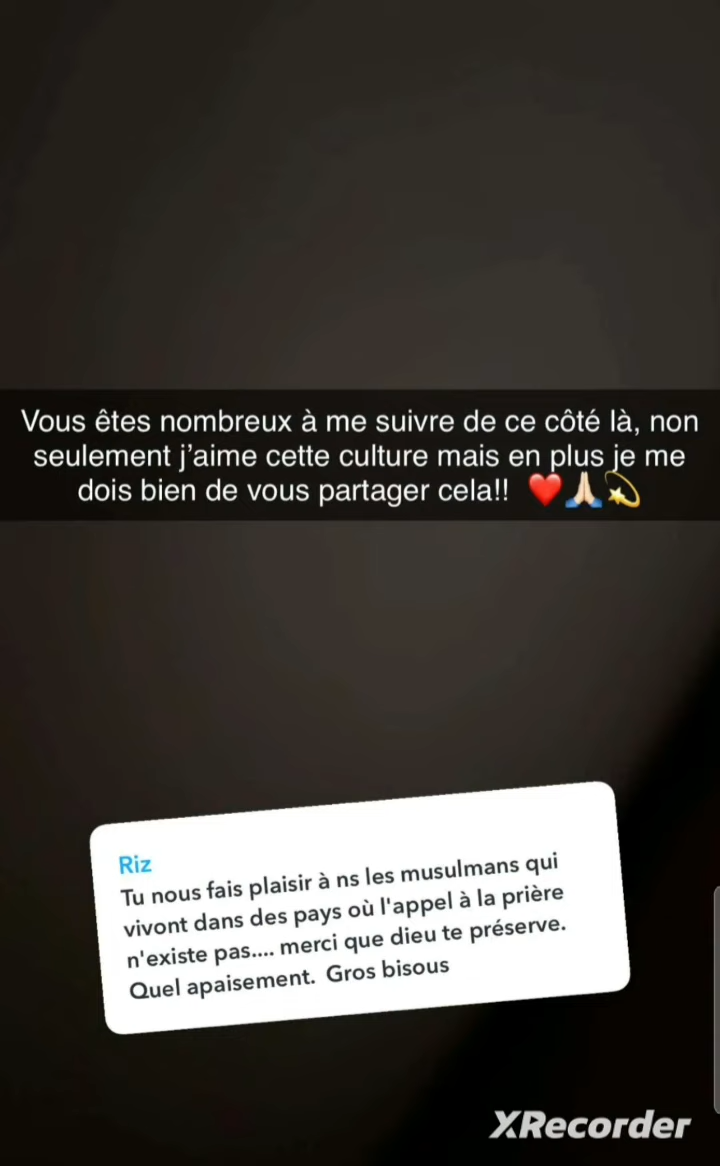 Vous êtes nombreux à me suivre de ce côté là, non
seulement j'aime cette culture mais en plus je me
dois bien de vous partager cela!! ❤️🙏🏻💫
Riz
Tu nous fais plaisir à ns les musulmans qui
vivont dans des pays où l'appel à la prière
n'existe pas.... merci que dieu te préserve.
Quel apaisement. Gros bisous
XRecorder